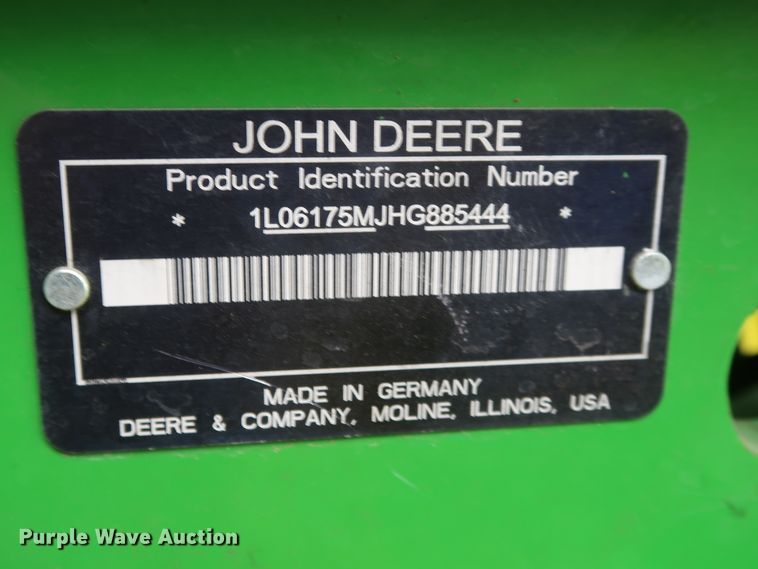 JOHN DEERE
Product Identification Number
* 1L06175MJHG885444 *
MADE IN GERMANY
DEERE & COMPANY, MOLINE, ILLINOIS, USA
Purple Wave Auction